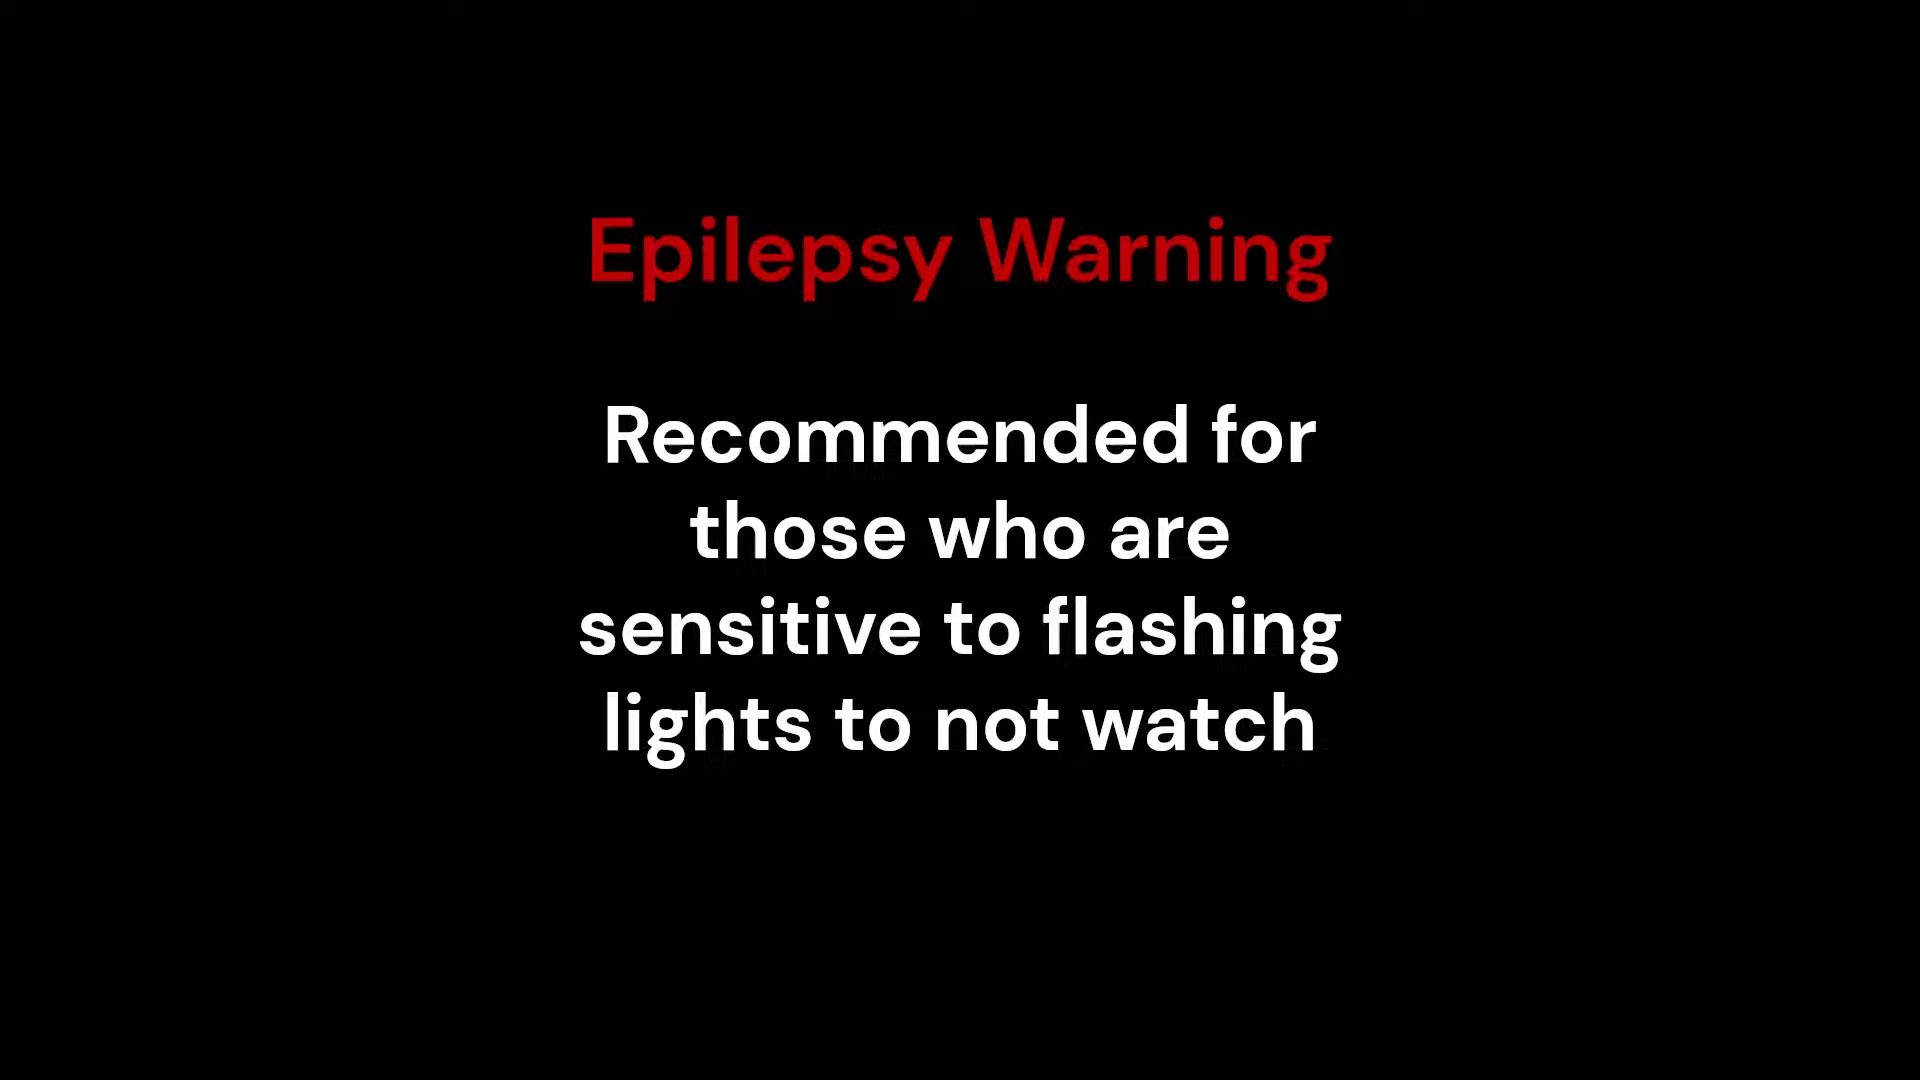 Epilepsy Warning
Recommended for
those who are
sensitive to flashing
lights to not watch